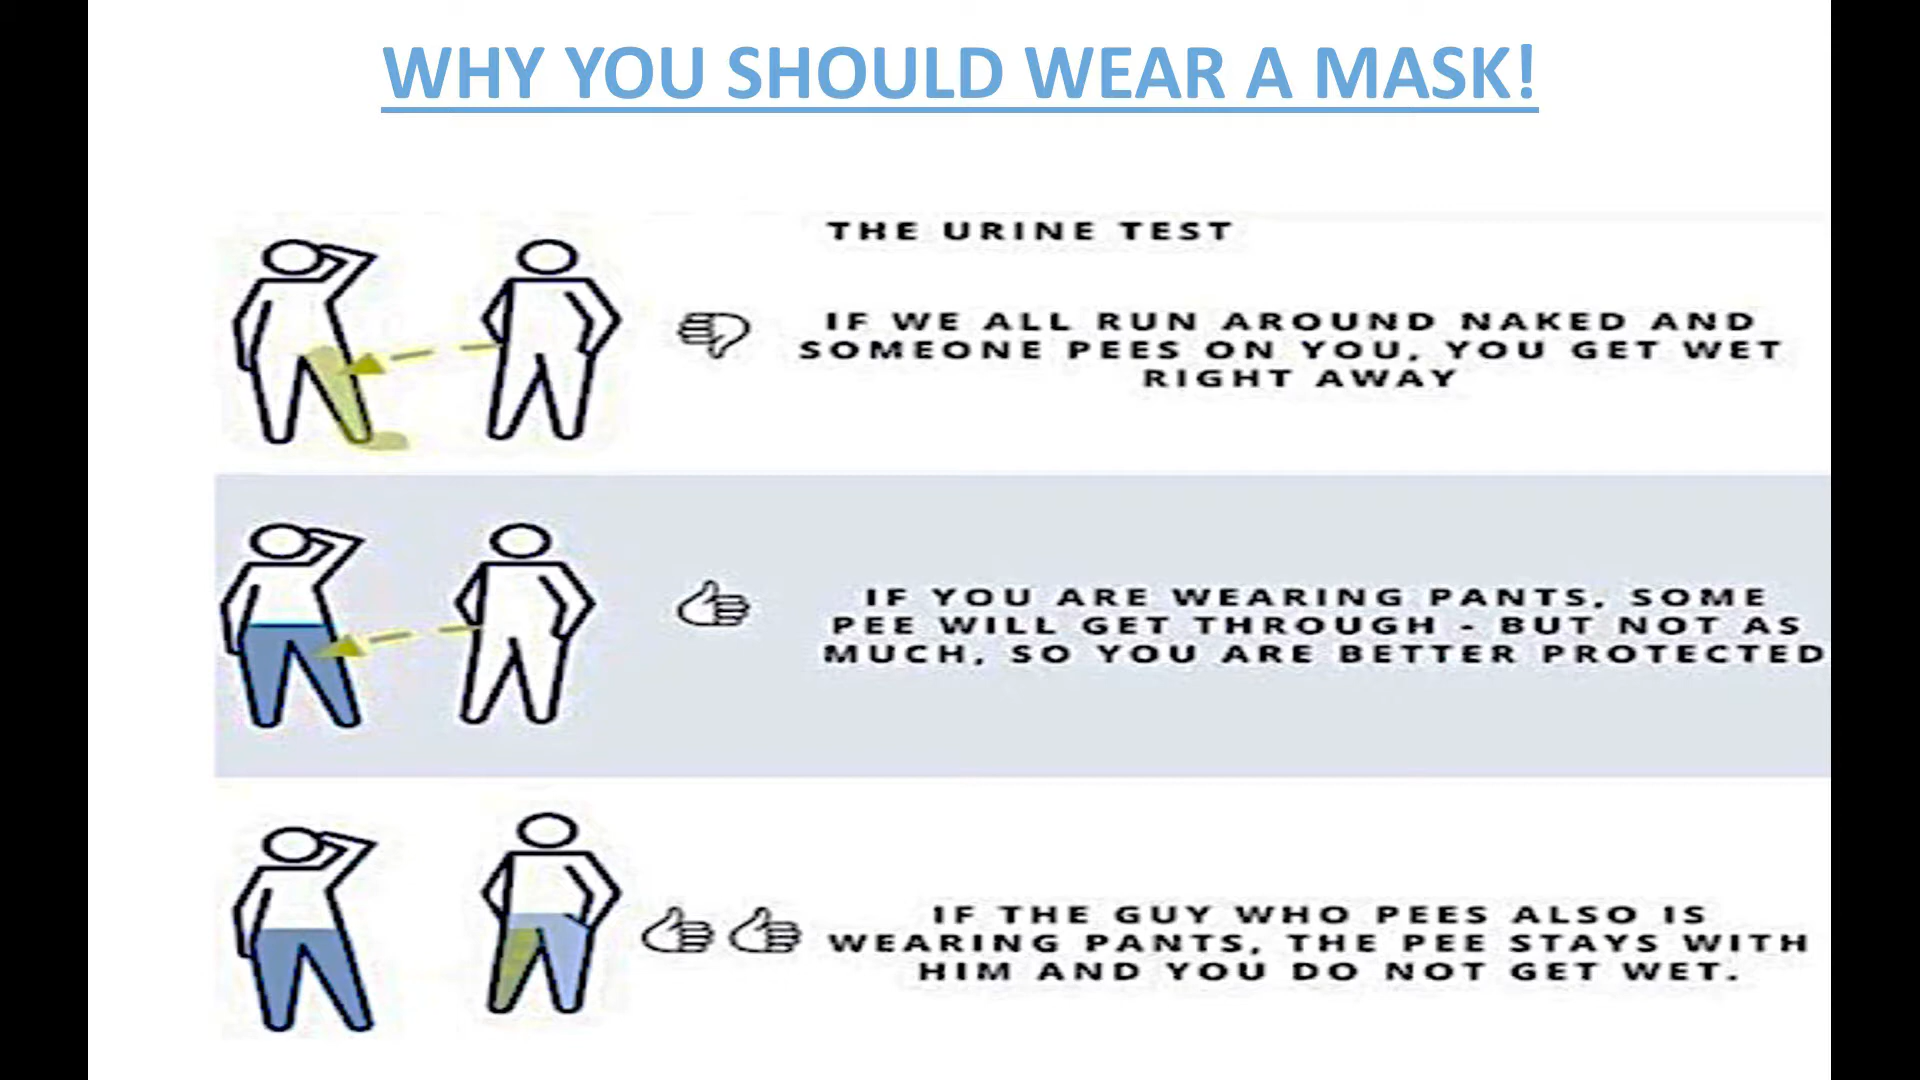 WHY YOU SHOULD WEAR A MASK!
THE URINE TEST
IF WE ALL RUN AROUND NAKED AND
SOMEONE PEES ON YOU, YOU GET WET
RIGHT AWAY
IF YOU ARE WEARING PANTS, SOME
PEE WILL GET THROUGH - BUT NOT AS
MUCH, SO YOU ARE BETTER PROTECTED
IF THE GUY WHO PEES ALSO IS
WEARING PANTS, THE PEE STAYS WITH
HIM AND YOU DO NOT GET WET.